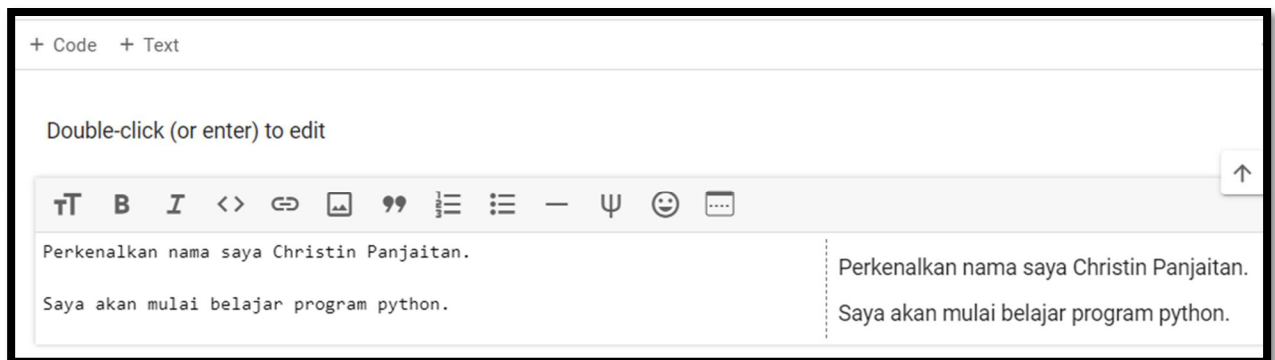 + Code + Text
Double-click (or enter) to edit
Perkenalkan nama saya Christin Panjaitan.
Saya akan mulai belajar program python.
Perkenalkan nama saya Christin Panjaitan.
Saya akan mulai belajar program python.